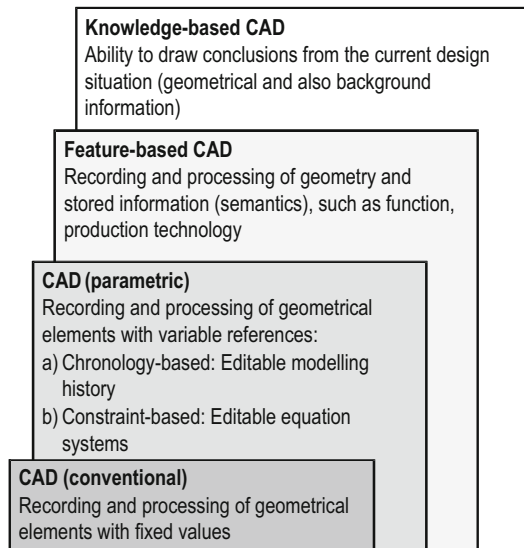 Knowledge-based CAD
Ability to draw conclusions from the current design
situation (geometrical and also background
information)
Feature-based CAD
Recording and processing of geometry and
stored information (semantics), such as function,
production technology
CAD (parametric)
Recording and processing of geometrical
elements with variable references:
a) Chronology-based: Editable modelling
history
b) Constraint-based: Editable equation
systems
CAD (conventional)
Recording and processing of geometrical
elements with fixed values